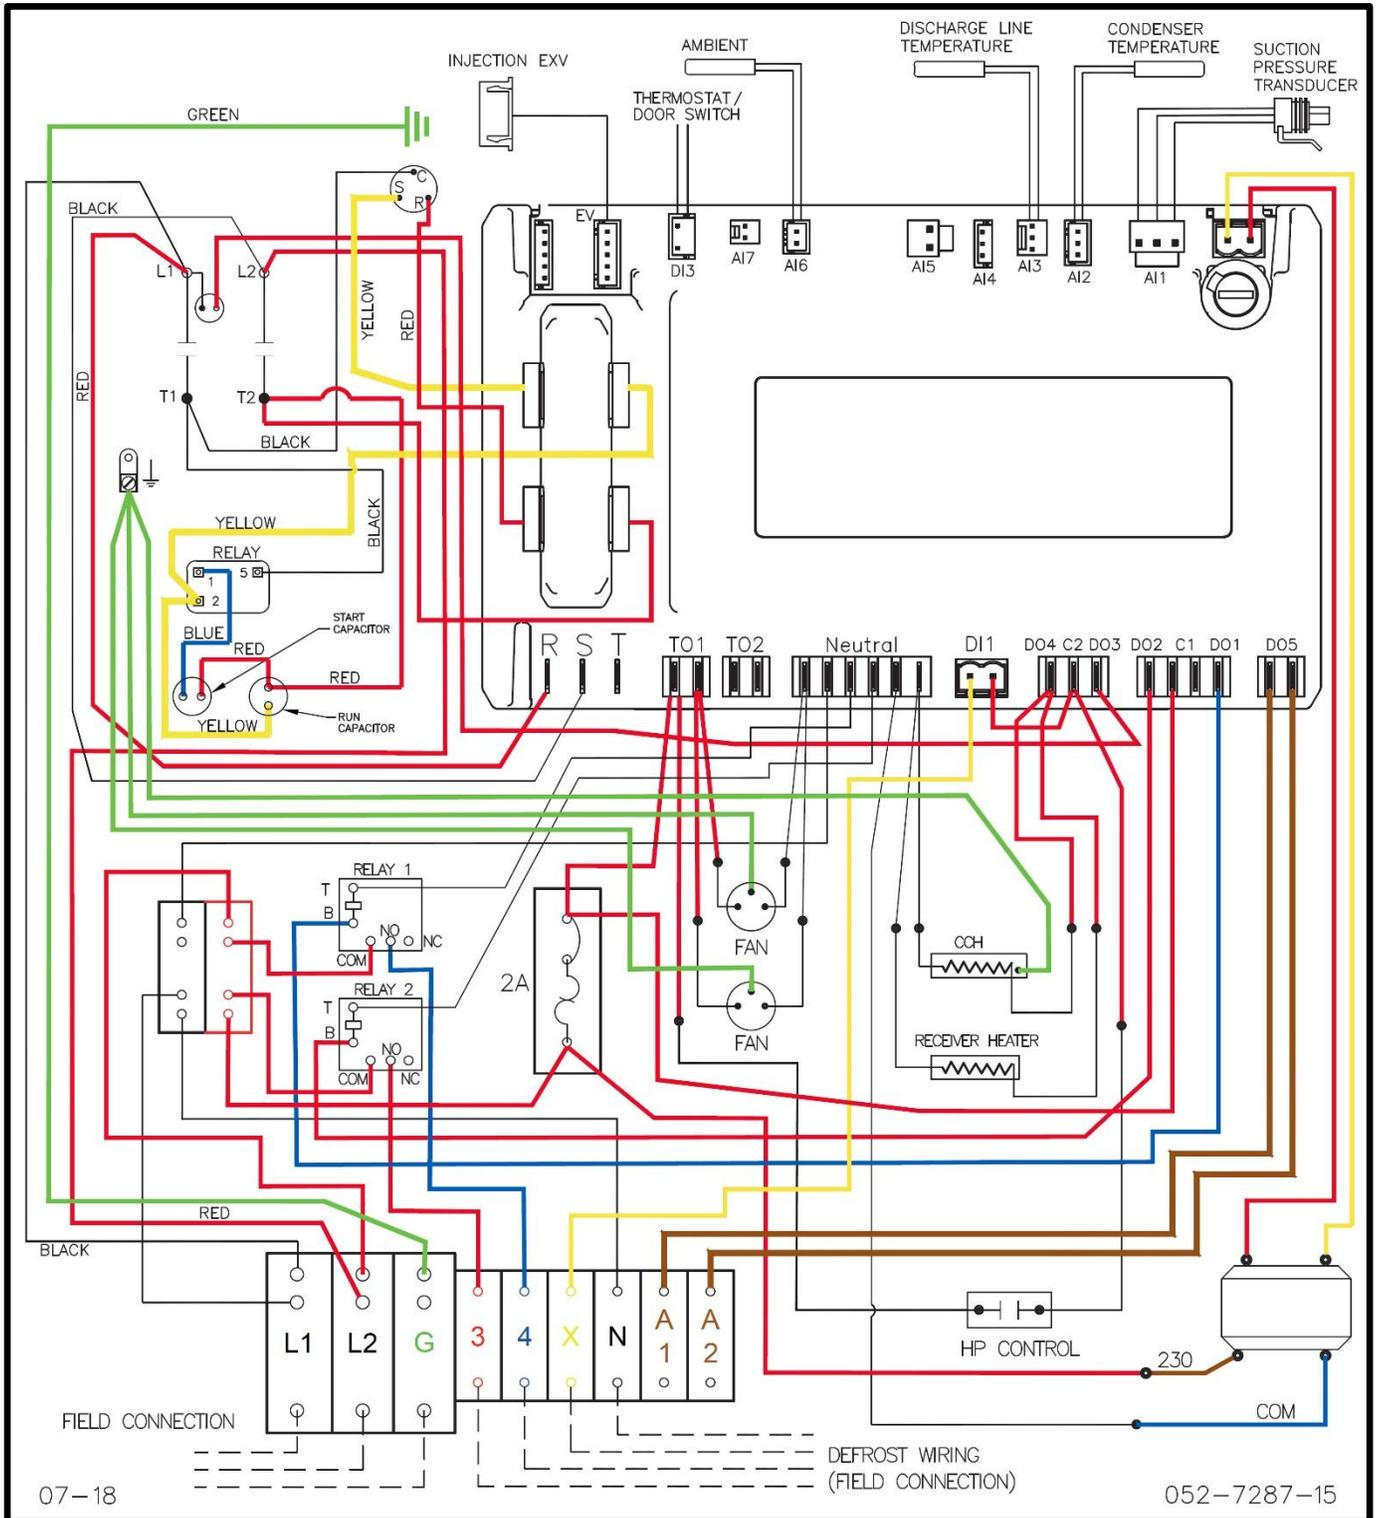 INJECTION EXV
AMBIENT
THERMOSTAT/
DOOR SWITCH
DISCHARGE LINE
TEMPERATURE
CONDENSER
TEMPERATURE
SUCTION
PRESSURE
TRANSDUCER
GREEN
C
S
R
BLACK
L1
L2
EV
DI3
AI7
AI6
AI5
AI4
AI3
AI2
AI1
YELLOW
RED
RED
T1
T2
BLACK
BLACK
YELLOW
RELAY
1
5
2
BLUE
START
CAPACITOR
RED
RED
YELLOW
RUN
CAPACITOR
R S T
TO1
TO2
Neutral
DI1
DO4 C2 DO3
DO2 C1 DO1
DO5
RELAY 1
T
B
NO
NC
COM
FAN
CCH
2A
RELAY 2
T
B
NO
COM
NC
FAN
RECEIVER HEATER
RED
BLACK
L1
L2
G
3
4
X
N
A
1
A
2
HP CONTROL
230
COM
FIELD CONNECTION
DEFROST WIRING
(FIELD CONNECTION)
07-18
052-7287-15